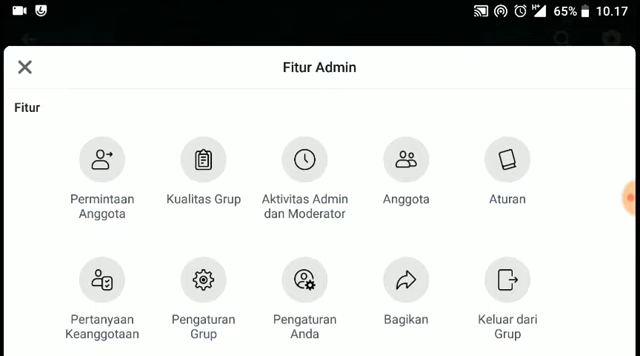 H+ 65% 10.17
Fitur Admin
Fitur
Permintaan Anggota
Kualitas Grup
Aktivitas Admin dan Moderator
Anggota
Aturan
Pertanyaan Keanggotaan
Pengaturan Grup
Pengaturan Anda
Bagikan
Keluar dari Grup